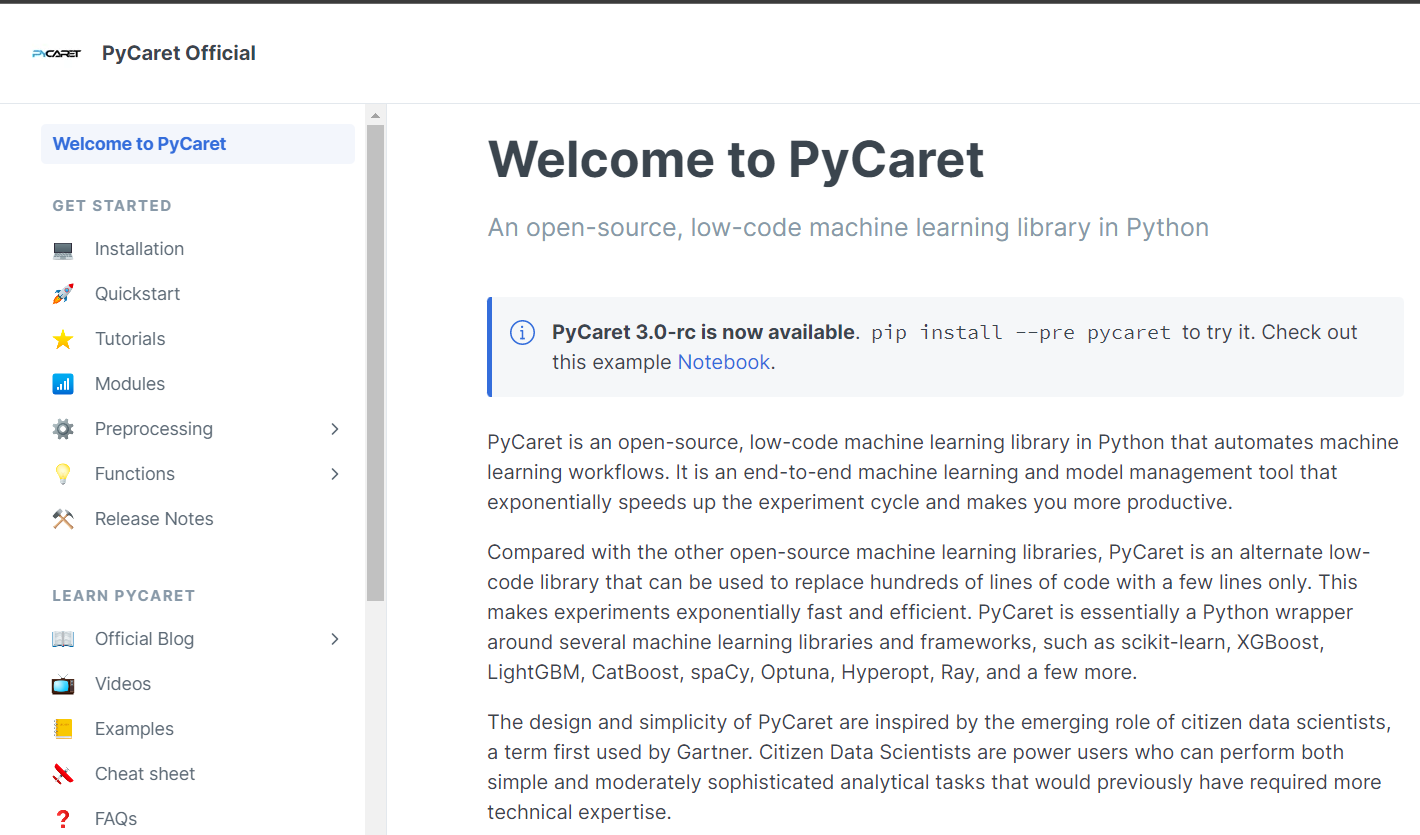 PYCARET PyCaret Official
Welcome to PyCaret
GET STARTED
Installation
Quickstart
Tutorials
Modules
Preprocessing
Functions
Release Notes
LEARN PYCARET
Official Blog
Videos
Examples
Cheat sheet
FAQs
Welcome to PyCaret
An open-source, low-code machine learning library in Python
PyCaret 3.0-rc is now available. pip install --pre pycaret to try it. Check out
this example Notebook.
PyCaret is an open-source, low-code machine learning library in Python that automates machine
learning workflows. It is an end-to-end machine learning and model management tool that
exponentially speeds up the experiment cycle and makes you more productive.
Compared with the other open-source machine learning libraries, PyCaret is an alternate low-
code library that can be used to replace hundreds of lines of code with a few lines only. This
makes experiments exponentially fast and efficient. PyCaret is essentially a Python wrapper
around several machine learning libraries and frameworks, such as scikit-learn, XGBoost,
LightGBM, CatBoost, spaCy, Optuna, Hyperopt, Ray, and a few more.
The design and simplicity of PyCaret are inspired by the emerging role of citizen data scientists,
a term first used by Gartner. Citizen Data Scientists are power users who can perform both
simple and moderately sophisticated analytical tasks that would previously have required more
technical expertise.